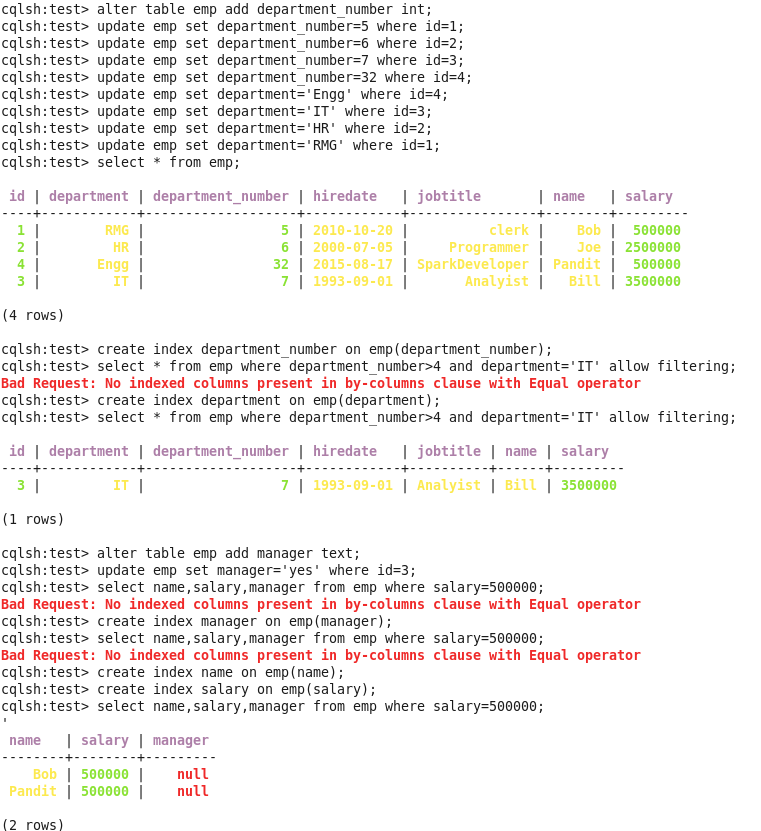 cqlsh:test> alter table emp add department_number int;
cqlsh:test> update emp set department_number=5 where id=1;
cqlsh:test> update emp set department_number=6 where id=2;
cqlsh:test> update emp set department_number=7 where id=3;
cqlsh:test> update emp set department_number=32 where id=4;
cqlsh:test> update emp set department='Engg' where id=4;
cqlsh:test> update emp set department='IT' where id=3;
cqlsh:test> update emp set department='HR' where id=2;
cqlsh:test> update emp set department='RMG' where id=1;
cqlsh:test> select * from emp;

 id | department | department_number | hiredate   | jobtitle       | name   | salary
----+------------+-------------------+------------+----------------+--------+---------
  1 |        RMG |                 5 | 2010-10-20 |          clerk |    Bob |  500000
  2 |         HR |                 6 | 2000-07-05 |     Programmer |    Joe | 2500000
  4 |       Engg |                32 | 2015-08-17 | SparkDeveloper | Pandit |  500000
  3 |         IT |                 7 | 1993-09-01 |       Analyist |   Bill | 3500000

(4 rows)

cqlsh:test> create index department_number on emp(department_number);
cqlsh:test> select * from emp where department_number>4 and department='IT' allow filtering;
Bad Request: No indexed columns present in by-columns clause with Equal operator
cqlsh:test> create index department on emp(department);
cqlsh:test> select * from emp where department_number>4 and department='IT' allow filtering;

 id | department | department_number | hiredate   | jobtitle | name | salary
----+------------+-------------------+------------+----------+------+---------
  3 |         IT |                 7 | 1993-09-01 | Analyist | Bill | 3500000

(1 rows)

cqlsh:test> alter table emp add manager text;
cqlsh:test> update emp set manager='yes' where id=3;
cqlsh:test> select name,salary,manager from emp where salary=500000;
Bad Request: No indexed columns present in by-columns clause with Equal operator
cqlsh:test> create index manager on emp(manager);
cqlsh:test> select name,salary,manager from emp where salary=500000;
Bad Request: No indexed columns present in by-columns clause with Equal operator
cqlsh:test> create index name on emp(name);
cqlsh:test> create index salary on emp(salary);
cqlsh:test> select name,salary,manager from emp where salary=500000;
'
 name   | salary | manager
--------+--------+---------
    Bob | 500000 |    null
 Pandit | 500000 |    null

(2 rows)